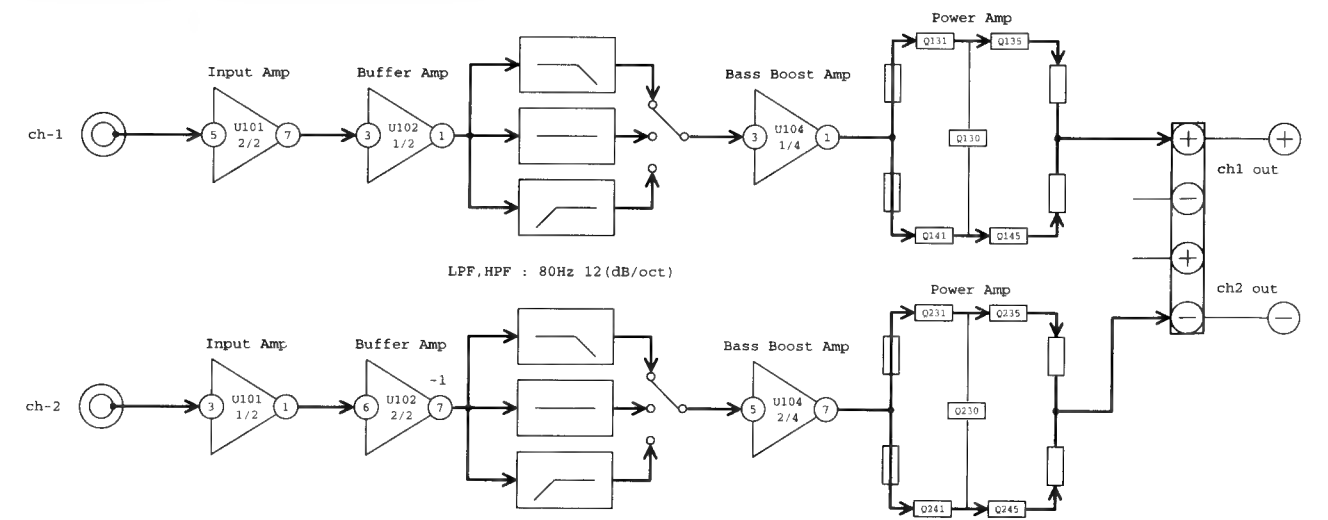 Power Amp
Q131
Q135
Input Amp
Buffer Amp
Bass Boost Amp
ch-1
5
U101
2/2
7
3
U102
1/2
1
3
U104
1/4
1
Q130
+
+
ch1 out
−
Q141
Q145
+
LPF,HPF : 80Hz 12(dB/oct)
Power Amp
ch2 out
−
−
Q231
Q235
Input Amp
Buffer Amp
Bass Boost Amp
-1
ch-2
3
U101
1/2
1
6
U102
2/2
7
5
U104
2/4
7
Q230
Q241
Q245